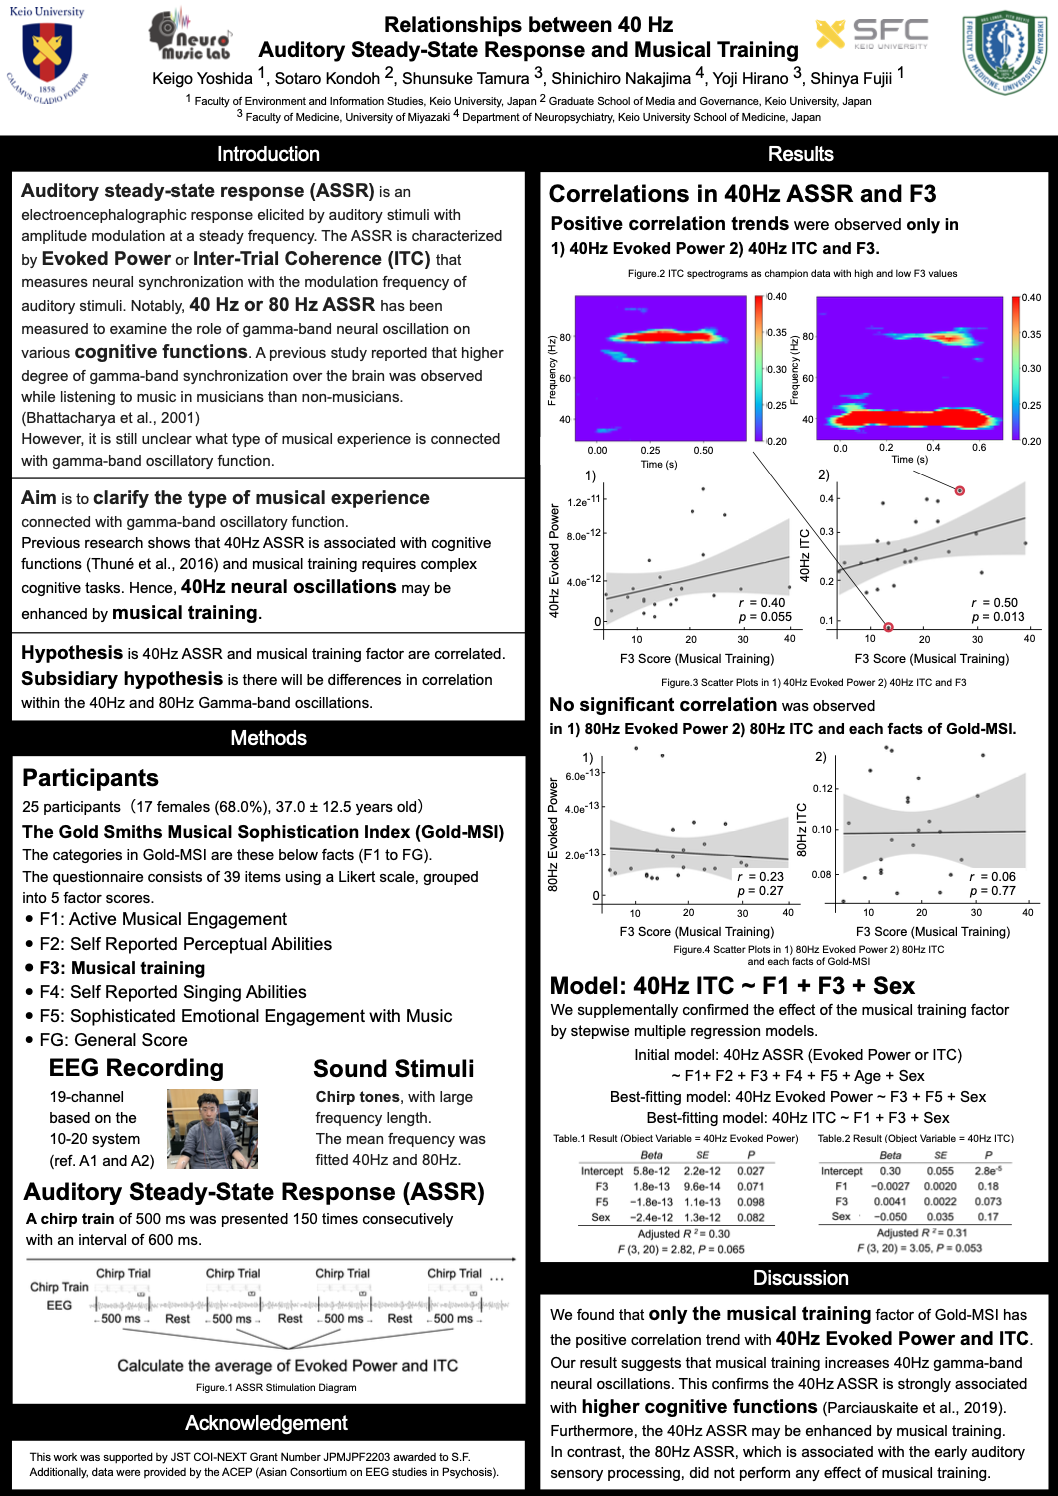 Keio University
1858
CALAMVS GLADIO FORTIOR
Neuro
Music Lab
Relationships between 40 Hz
Auditory Steady-State Response and Musical Training
SFC
KEIO UNIVERSITY
FACULTY OF MEDICINE, UNIVERSITY OF MIYAZAKI
Keigo Yoshida 1, Sotaro Kondoh 2, Shunsuke Tamura 3, Shinichiro Nakajima 4, Yoji Hirano 3, Shinya Fujii 1
1 Faculty of Environment and Information Studies, Keio University, Japan 2 Graduate School of Media and Governance, Keio University, Japan
3 Faculty of Medicine, University of Miyazaki 4 Department of Neuropsychiatry, Keio University School of Medicine, Japan
Introduction
Auditory steady-state response (ASSR) is an
electroencephalographic response elicited by auditory stimuli with
amplitude modulation at a steady frequency. The ASSR is characterized
by Evoked Power or Inter-Trial Coherence (ITC) that
measures neural synchronization with the modulation frequency of
auditory stimuli. Notably, 40 Hz or 80 Hz ASSR has been
measured to examine the role of gamma-band neural oscillation on
various cognitive functions. A previous study reported that higher
degree of gamma-band synchronization over the brain was observed
while listening to music in musicians than non-musicians.
(Bhattacharya et al., 2001)
However, it is still unclear what type of musical experience is connected
with gamma-band oscillatory function.
Aim is to clarify the type of musical experience
connected with gamma-band oscillatory function.
Previous research shows that 40Hz ASSR is associated with cognitive
functions (Thuné et al., 2016) and musical training requires complex
cognitive tasks. Hence, 40Hz neural oscillations may be
enhanced by musical training.
Hypothesis is 40Hz ASSR and musical training factor are correlated.
Subsidiary hypothesis is there will be differences in correlation
within the 40Hz and 80Hz Gamma-band oscillations.
Methods
Participants
25 participants（17 females (68.0%), 37.0 ± 12.5 years old）
The Gold Smiths Musical Sophistication Index (Gold-MSI)
The categories in Gold-MSI are these below facts (F1 to FG).
The questionnaire consists of 39 items using a Likert scale, grouped
into 5 factor scores.
• F1: Active Musical Engagement
• F2: Self Reported Perceptual Abilities
• F3: Musical training
• F4: Self Reported Singing Abilities
• F5: Sophisticated Emotional Engagement with Music
• FG: General Score
EEG Recording
19-channel
based on the
10-20 system
(ref. A1 and A2)
Sound Stimuli
Chirp tones, with large
frequency length.
The mean frequency was
fitted 40Hz and 80Hz.
Auditory Steady-State Response (ASSR)
A chirp train of 500 ms was presented 150 times consecutively
with an interval of 600 ms.
Chirp Trial Chirp Trial Chirp Trial Chirp Trial ...
Chirp Train
EEG
500 ms Rest 500 ms Rest 500 ms Rest 500 ms
Calculate the average of Evoked Power and ITC
Figure.1 ASSR Stimulation Diagram
Acknowledgement
This work was supported by JST COI-NEXT Grant Number JPMJPF2203 awarded to S.F.
Additionally, data were provided by the ACEP (Asian Consortium on EEG studies in Psychosis).
Results
Correlations in 40Hz ASSR and F3
Positive correlation trends were observed only in
1) 40Hz Evoked Power 2) 40Hz ITC and F3.
Figure.2 ITC spectrograms as champion data with high and low F3 values
Frequency (Hz)
80
60
40
0.00 0.25 0.50
Time (s)
0.40
0.35
0.30
0.25
0.20
Frequency (Hz)
80
60
40
0.0 0.2 0.4 0.6
Time (s)
0.40
0.35
0.30
0.25
0.20
1)
40Hz Evoked Power
1.2e-11
8.0e-12
4.0e-12
0
r = 0.40
p = 0.055
10 20 30 40
F3 Score (Musical Training)
2)
40Hz ITC
0.4
0.3
0.2
0.1
r = 0.50
p = 0.013
10 20 30 40
F3 Score (Musical Training)
Figure.3 Scatter Plots in 1) 40Hz Evoked Power 2) 40Hz ITC and F3
No significant correlation was observed
in 1) 80Hz Evoked Power 2) 80Hz ITC and each facts of Gold-MSI.
1)
80Hz Evoked Power
6.0e-13
4.0e-13
2.0e-13
0
r = 0.23
p = 0.27
10 20 30 40
F3 Score (Musical Training)
2)
80Hz ITC
0.12
0.10
0.08
r = 0.06
p = 0.77
10 20 30 40
F3 Score (Musical Training)
Figure.4 Scatter Plots in 1) 80Hz Evoked Power 2) 80Hz ITC
and each facts of Gold-MSI
Model: 40Hz ITC ~ F1 + F3 + Sex
We supplementally confirmed the effect of the musical training factor
by stepwise multiple regression models.
Initial model: 40Hz ASSR (Evoked Power or ITC)
~ F1+ F2 + F3 + F4 + F5 + Age + Sex
Best-fitting model: 40Hz Evoked Power ~ F3 + F5 + Sex
Best-fitting model: 40Hz ITC ~ F1 + F3 + Sex
Table.1 Result (Object Variable = 40Hz Evoked Power)
Beta SE P
Intercept 5.8e-12 2.2e-12 0.027
F3 1.8e-13 9.6e-14 0.071
F5 −1.8e-13 1.1e-13 0.098
Sex −2.4e-12 1.3e-12 0.082
Adjusted R² = 0.30
F (3, 20) = 2.82, P = 0.065
Table.2 Result (Object Variable = 40Hz ITC)
Beta SE P
Intercept 0.30 0.055 2.8e-5
F1 −0.0027 0.0020 0.18
F3 0.0041 0.0022 0.073
Sex −0.050 0.035 0.17
Adjusted R² = 0.31
F (3, 20) = 3.05, P = 0.053
Discussion
We found that only the musical training factor of Gold-MSI has
the positive correlation trend with 40Hz Evoked Power and ITC.
Our result suggests that musical training increases 40Hz gamma-band
neural oscillations. This confirms the 40Hz ASSR is strongly associated
with higher cognitive functions (Parciauskaite et al., 2019).
Furthermore, the 40Hz ASSR may be enhanced by musical training.
In contrast, the 80Hz ASSR, which is associated with the early auditory
sensory processing, did not perform any effect of musical training.